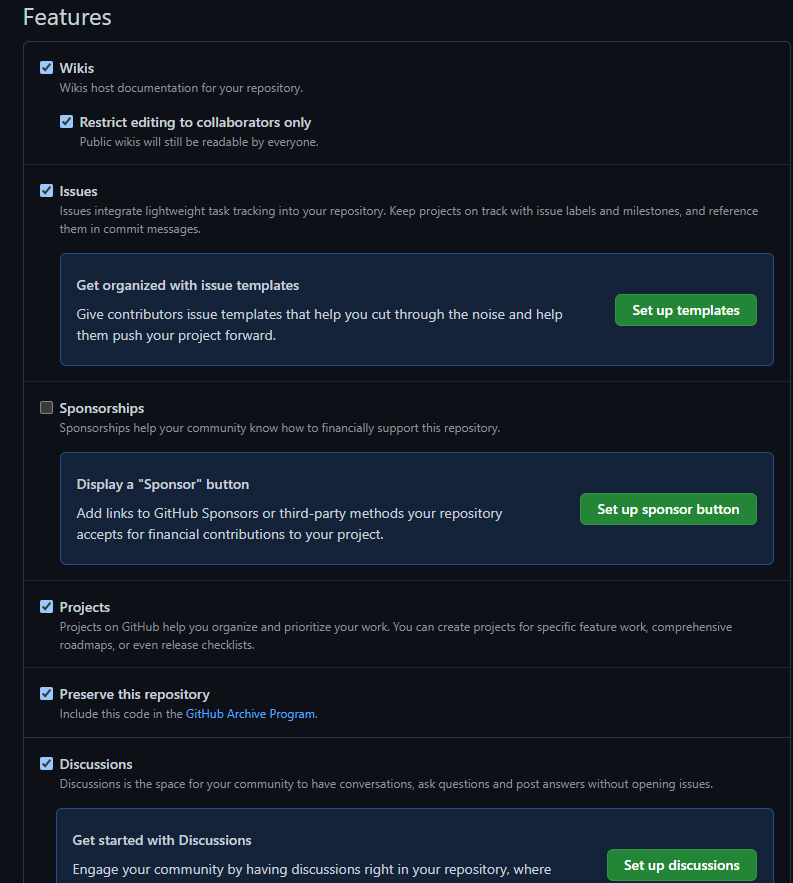 Features
Wikis
Wikis host documentation for your repository.
Restrict editing to collaborators only
Public wikis will still be readable by everyone.
Issues
Issues integrate lightweight task tracking into your repository. Keep projects on track with issue labels and milestones, and reference
them in commit messages.
Get organized with issue templates
Give contributors issue templates that help you cut through the noise and help
them push your project forward.
Set up templates
Sponsorships
Sponsorships help your community know how to financially support this repository.
Display a "Sponsor" button
Add links to GitHub Sponsors or third-party methods your repository
accepts for financial contributions to your project.
Set up sponsor button
Projects
Projects on GitHub help you organize and prioritize your work. You can create projects for specific feature work, comprehensive
roadmaps, or even release checklists.
Preserve this repository
Include this code in the GitHub Archive Program.
Discussions
Discussions is the space for your community to have conversations, ask questions and post answers without opening issues.
Get started with Discussions
Engage your community by having discussions right in your repository, where
Set up discussions